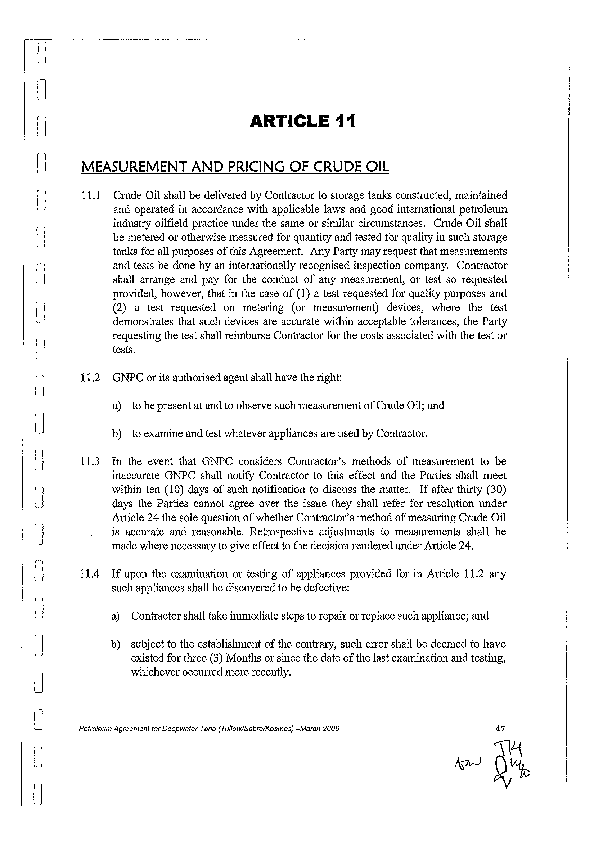 ARTICLE 11
MEASUREMENT AND PRICING OF CRUDE OIL
11.1 Crude Oil shall be delivered by Contractor to storage tanks constructed, maintained
and operated in accordance with applicable laws and good international petroleum
industry oilfield practice under the same or similar circumstances. Crude Oil shall
be metered or otherwise measured for quantity and tested for quality in such storage
tanks for all purposes of this Agreement. Any Party may request that measurements
and tests be done by an internationally recognised inspection company. Contractor
shall arrange and pay for the conduct of any measurement, or test so requested
provided, however, that in the case of (1) a test requested for quality purposes and
(2) a test requested on metering (or measurement) devices, where the test
demonstrates that such devices are accurate within acceptable tolerances, the Party
requesting the test shall reimburse Contractor for the costs associated with the test or
tests.
11.2 GNPC or its authorised agent shall have the right:
a) to be present at and to observe such measurement of Crude Oil; and
b) to examine and test whatever appliances are used by Contractor.
11.3 In the event that GNPC considers Contractor's methods of measurement to be
inaccurate GNPC shall notify Contractor to this effect and the Parties shall meet
within ten (10) days of such notification to discuss the matter. If after thirty (30)
days the Parties cannot agree over the issue they shall refer for resolution under
Article 24 the sole question of whether Contractor's method of measuring Crude Oil
is accurate and reasonable. Retrospective adjustments to measurements shall be
made where necessary to give effect to the decision rendered under Article 24.
11.4 If upon the examination or testing of appliances provided for in Article 11.2 any
such appliances shall be discovered to be defective:
a) Contractor shall take immediate steps to repair or replace such appliance; and
b) subject to the establishment of the contrary, such error shall be deemed to have
existed for three (3) Months or since the date of the last examination and testing,
whichever occurred more recently.
Petroleum Agreement for Deepwater Tano (Tullow/Sabre/Kosmos) –March 2006 47